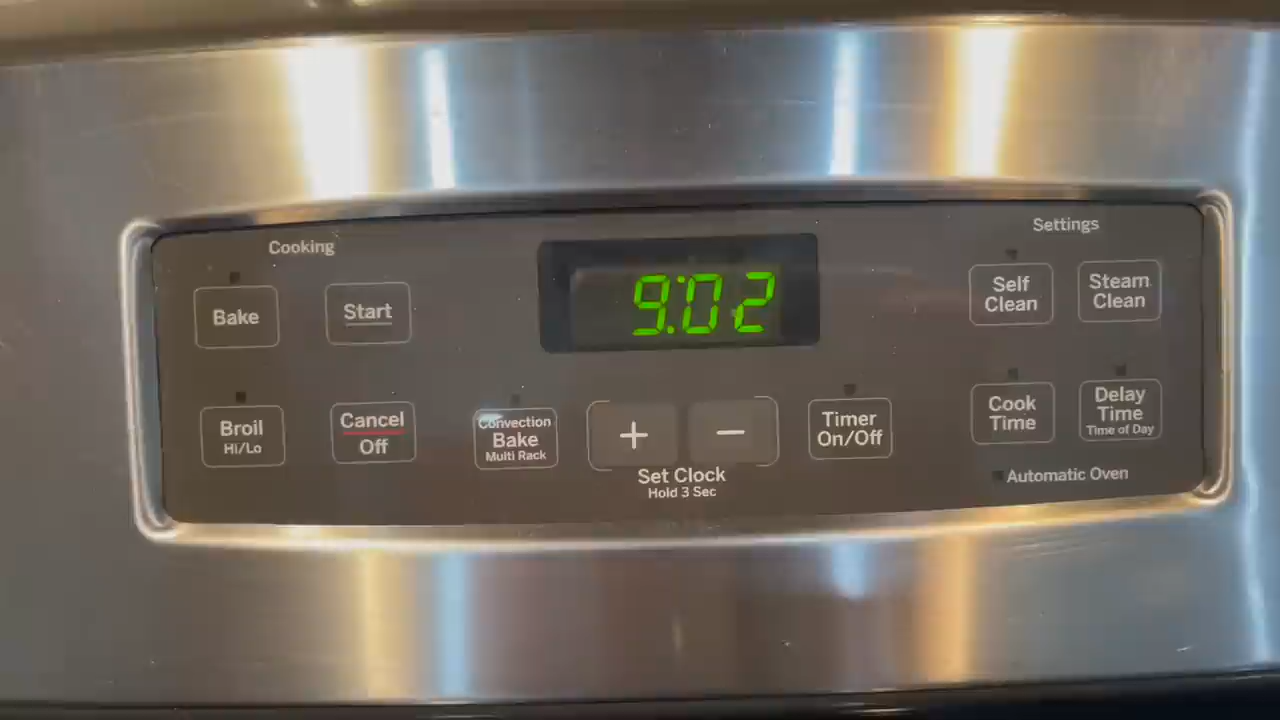 Cooking
Settings
9:02
Bake
Start
Self
Clean
Steam
Clean
Broil
Hi/Lo
Cancel
Off
Convection
Bake
Multi Rack
+
−
Set Clock
Hold 3 Sec
Timer
On/Off
Cook
Time
Delay
Time
Time of Day
Automatic Oven